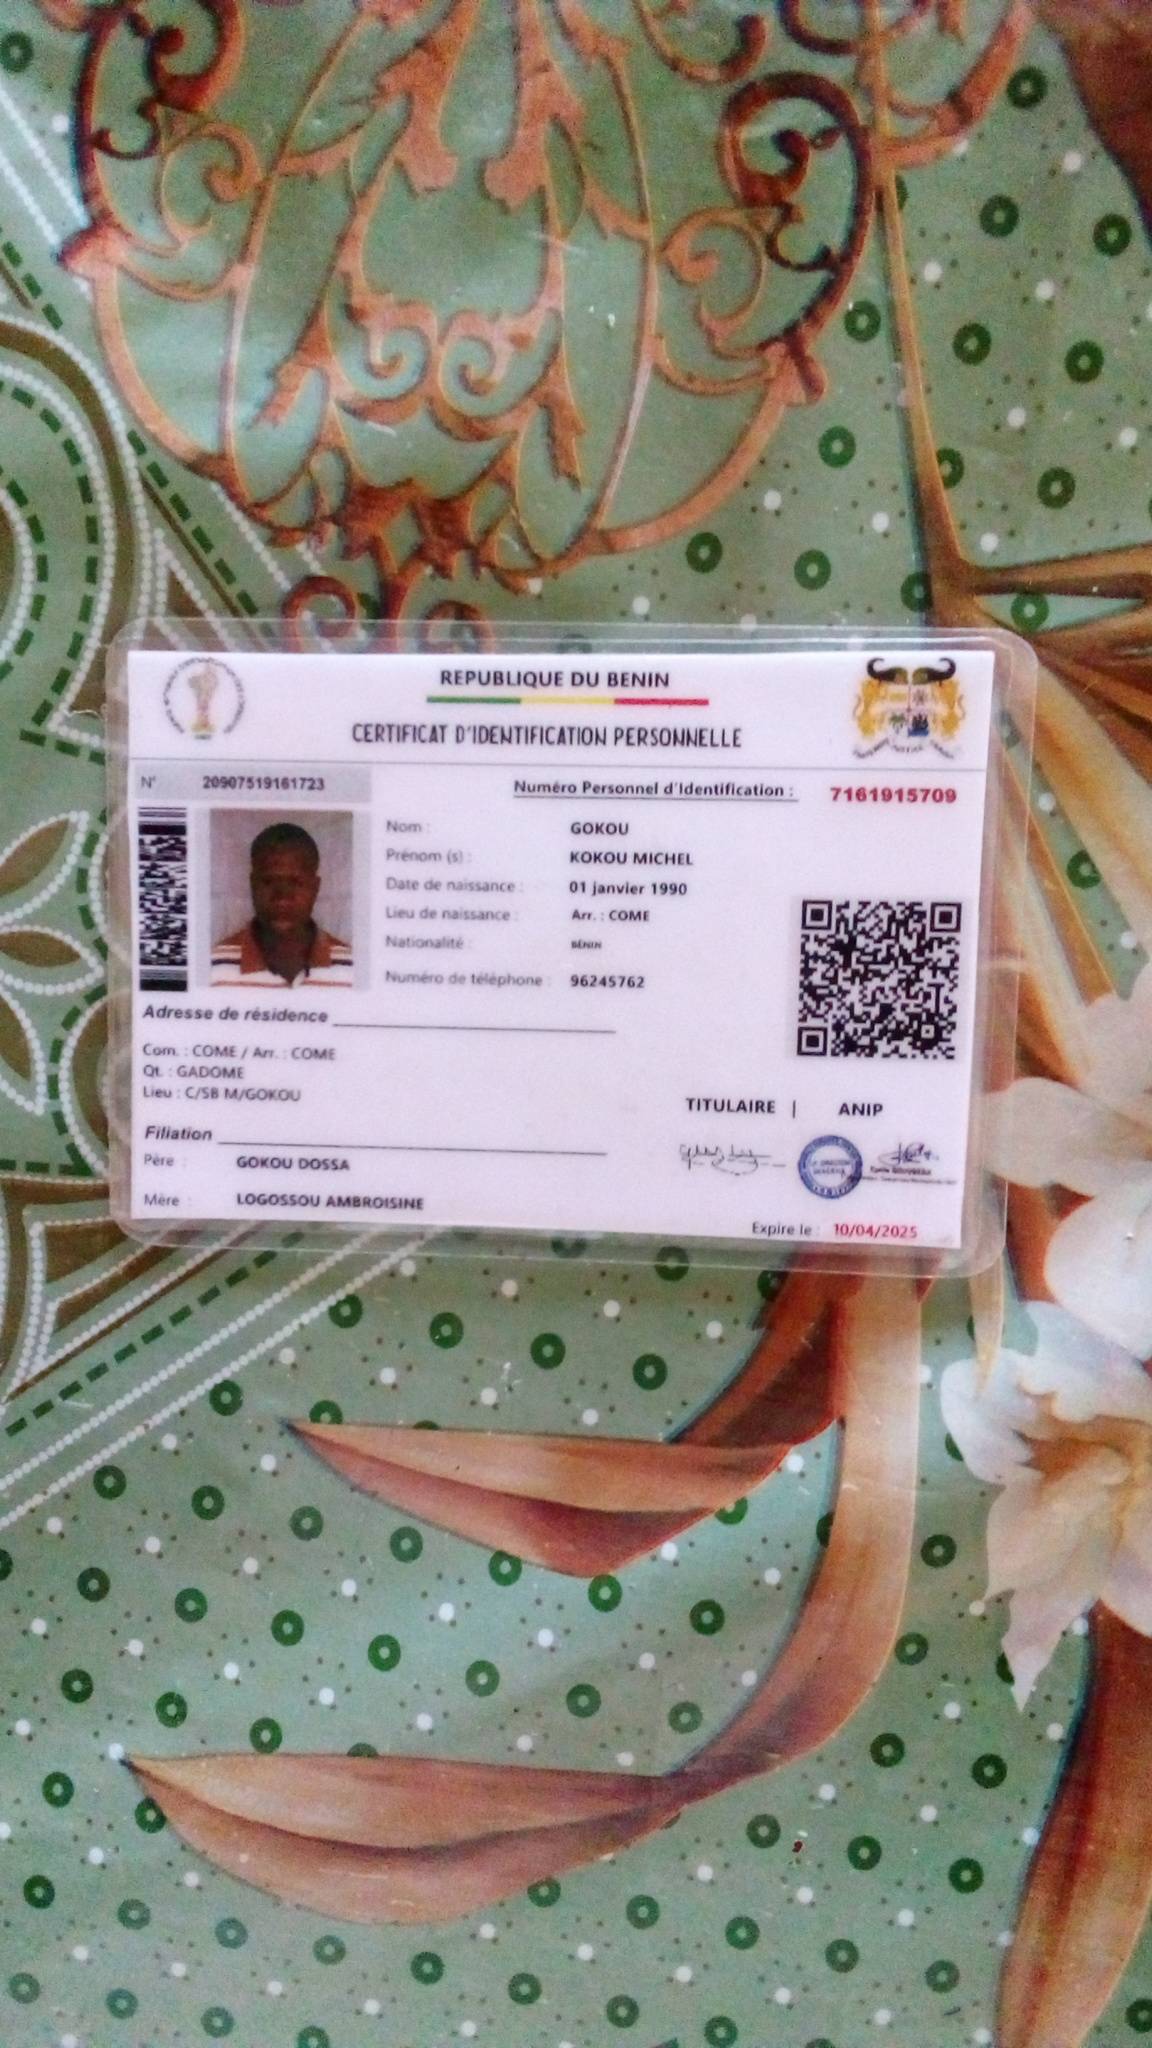 REPUBLIQUE DU BENIN
CERTIFICAT D'IDENTIFICATION PERSONNELLE
N° 20907519161723
Numéro Personnel d'Identification : 7161915709
Nom : GOKOU
Prénom (s) : KOKOU MICHEL
Date de naissance : 01 janvier 1990
Lieu de naissance : Arr. : COME
Nationalité : BENIN
Numéro de téléphone : 96245762
Adresse de résidence
Com. : COME / Arr. : COME
Qt. : GADOME
Lieu : C/SB M/GOKOU
TITULAIRE | ANIP
Filiation
Père : GOKOU DOSSA
Mère : LOGOSSOU AMBROISINE
Expire le : 10/04/2025